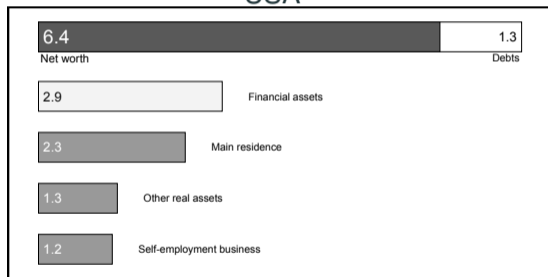 USA
6.4 1.3
Net worth Debts
2.9 Financial assets
2.3 Main residence
1.3 Other real assets
1.2 Self-employment business